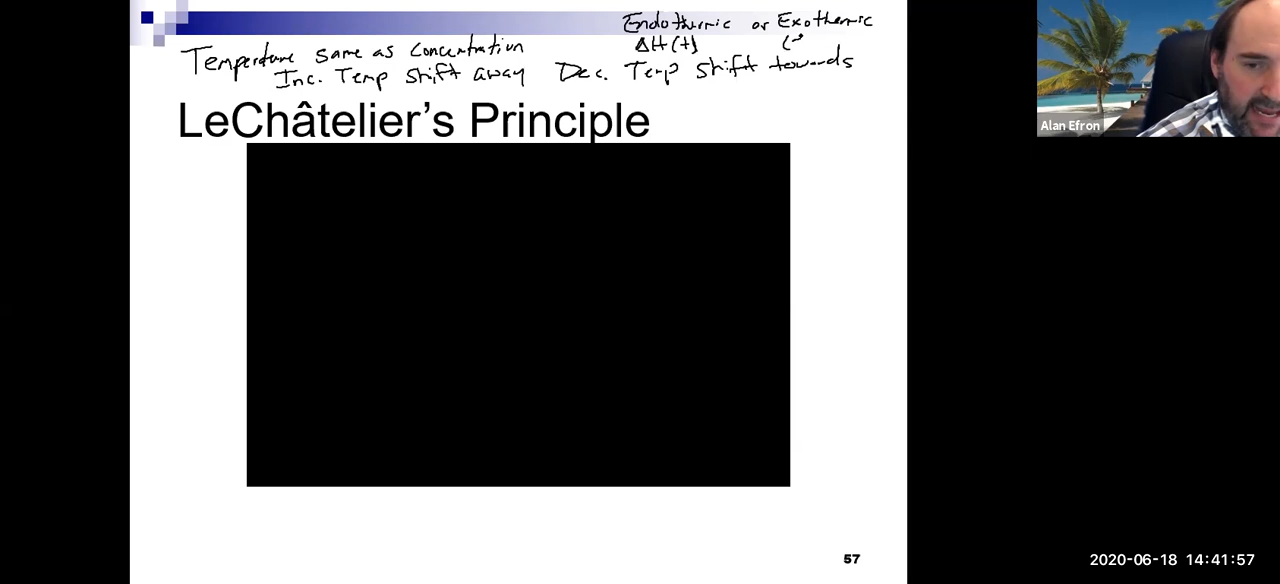 Endothermic or Exothermic
ΔH (+) (-)
Temperature same as Concentration
Inc. Temp shift away Dec. Temp shift towards
LeChâtelier's Principle
57
Alan Efron
2020-06-18 14:41:57